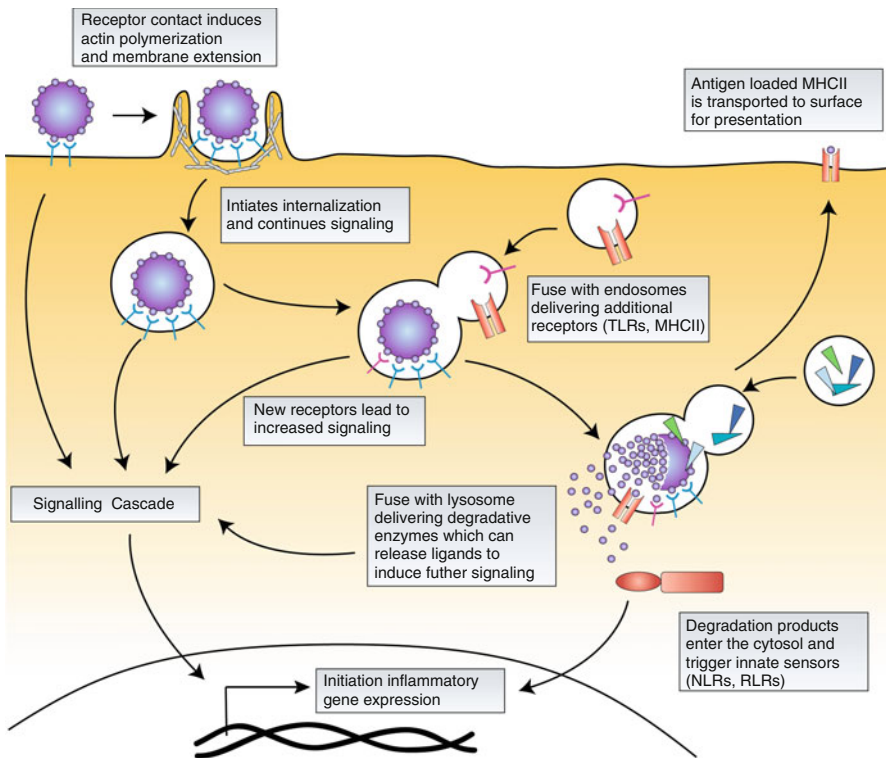 Receptor contact induces
actin polymerization
and membrane extension
Antigen loaded MHCII
is transported to surface
for presentation
Intiates internalization
and continues signaling
Fuse with endosomes
delivering additional
receptors (TLRs, MHCII)
New receptors lead to
increased signaling
Signalling Cascade
Fuse with lysosome
delivering degradative
enzymes which can
release ligands to
induce futher signaling
Degradation products
enter the cytosol and
trigger innate sensors
(NLRs, RLRs)
Initiation inflammatory
gene expression